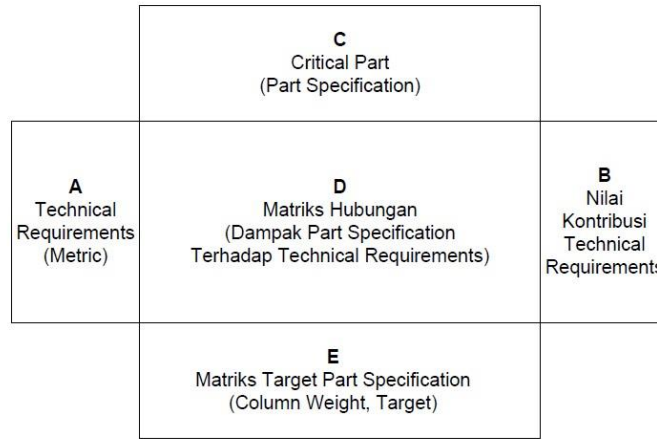 C
Critical Part
(Part Specification)
A
Technical
Requirements
(Metric)
D
Matriks Hubungan
(Dampak Part Specification
Terhadap Technical Requirements)
B
Nilai
Kontribusi
Technical
Requirements
E
Matriks Target Part Specification
(Column Weight, Target)